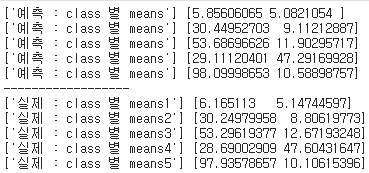 ['예측 : class 별 means'] [5.85606065 5.0821054 ]
['예측 : class 별 means'] [30.44952703  9.11212887]
['예측 : class 별 means'] [53.68696626 11.90295717]
['예측 : class 별 means'] [29.11120401 47.29169928]
['예측 : class 별 means'] [98.09998653 10.58898757]
--------------------
['실제 : class 별 means1'] [6.165113   5.14744597]
['실제 : class 별 means2'] [30.24979958  8.80619773]
['실제 : class 별 means3'] [53.29619377 12.67193248]
['실제 : class 별 means4'] [28.69002909 47.60431647]
['실제 : class 별 means5'] [97.93578657 10.10615396]